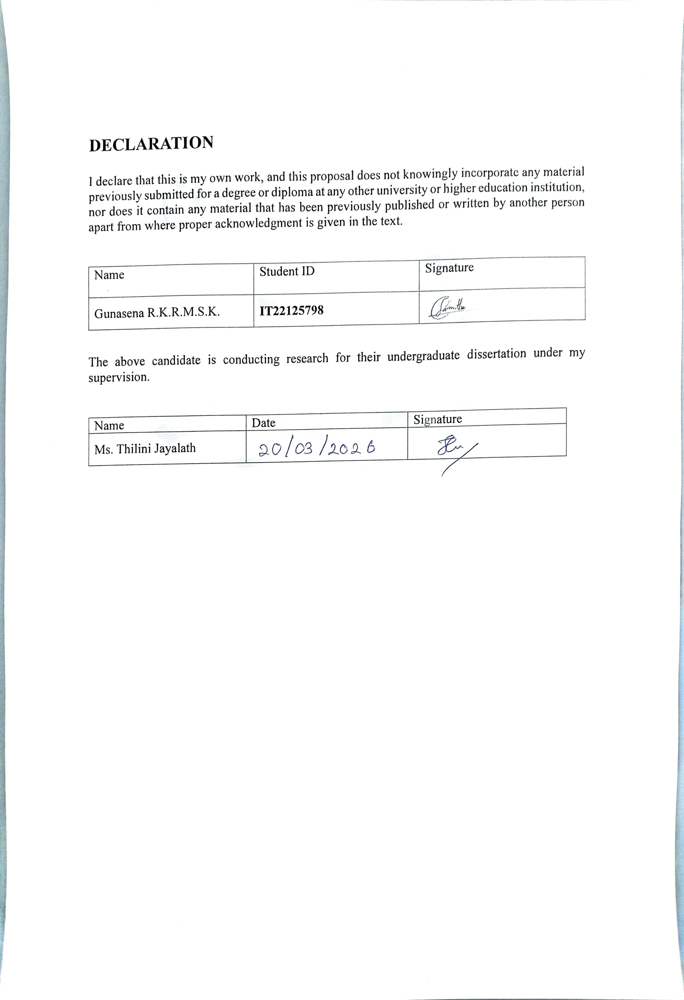 DECLARATION
I declare that this is my own work, and this proposal does not knowingly incorporate any material
previously submitted for a degree or diploma at any other university or higher education institution,
nor does it contain any material that has been previously published or written by another person
apart from where proper acknowledgment is given in the text.
Name Student ID Signature
Gunasena R.K.R.M.S.K. IT22125798
The above candidate is conducting research for their undergraduate dissertation under my
supervision.
Name Date Signature
Ms. Thilini Jayalath 20/03/2026